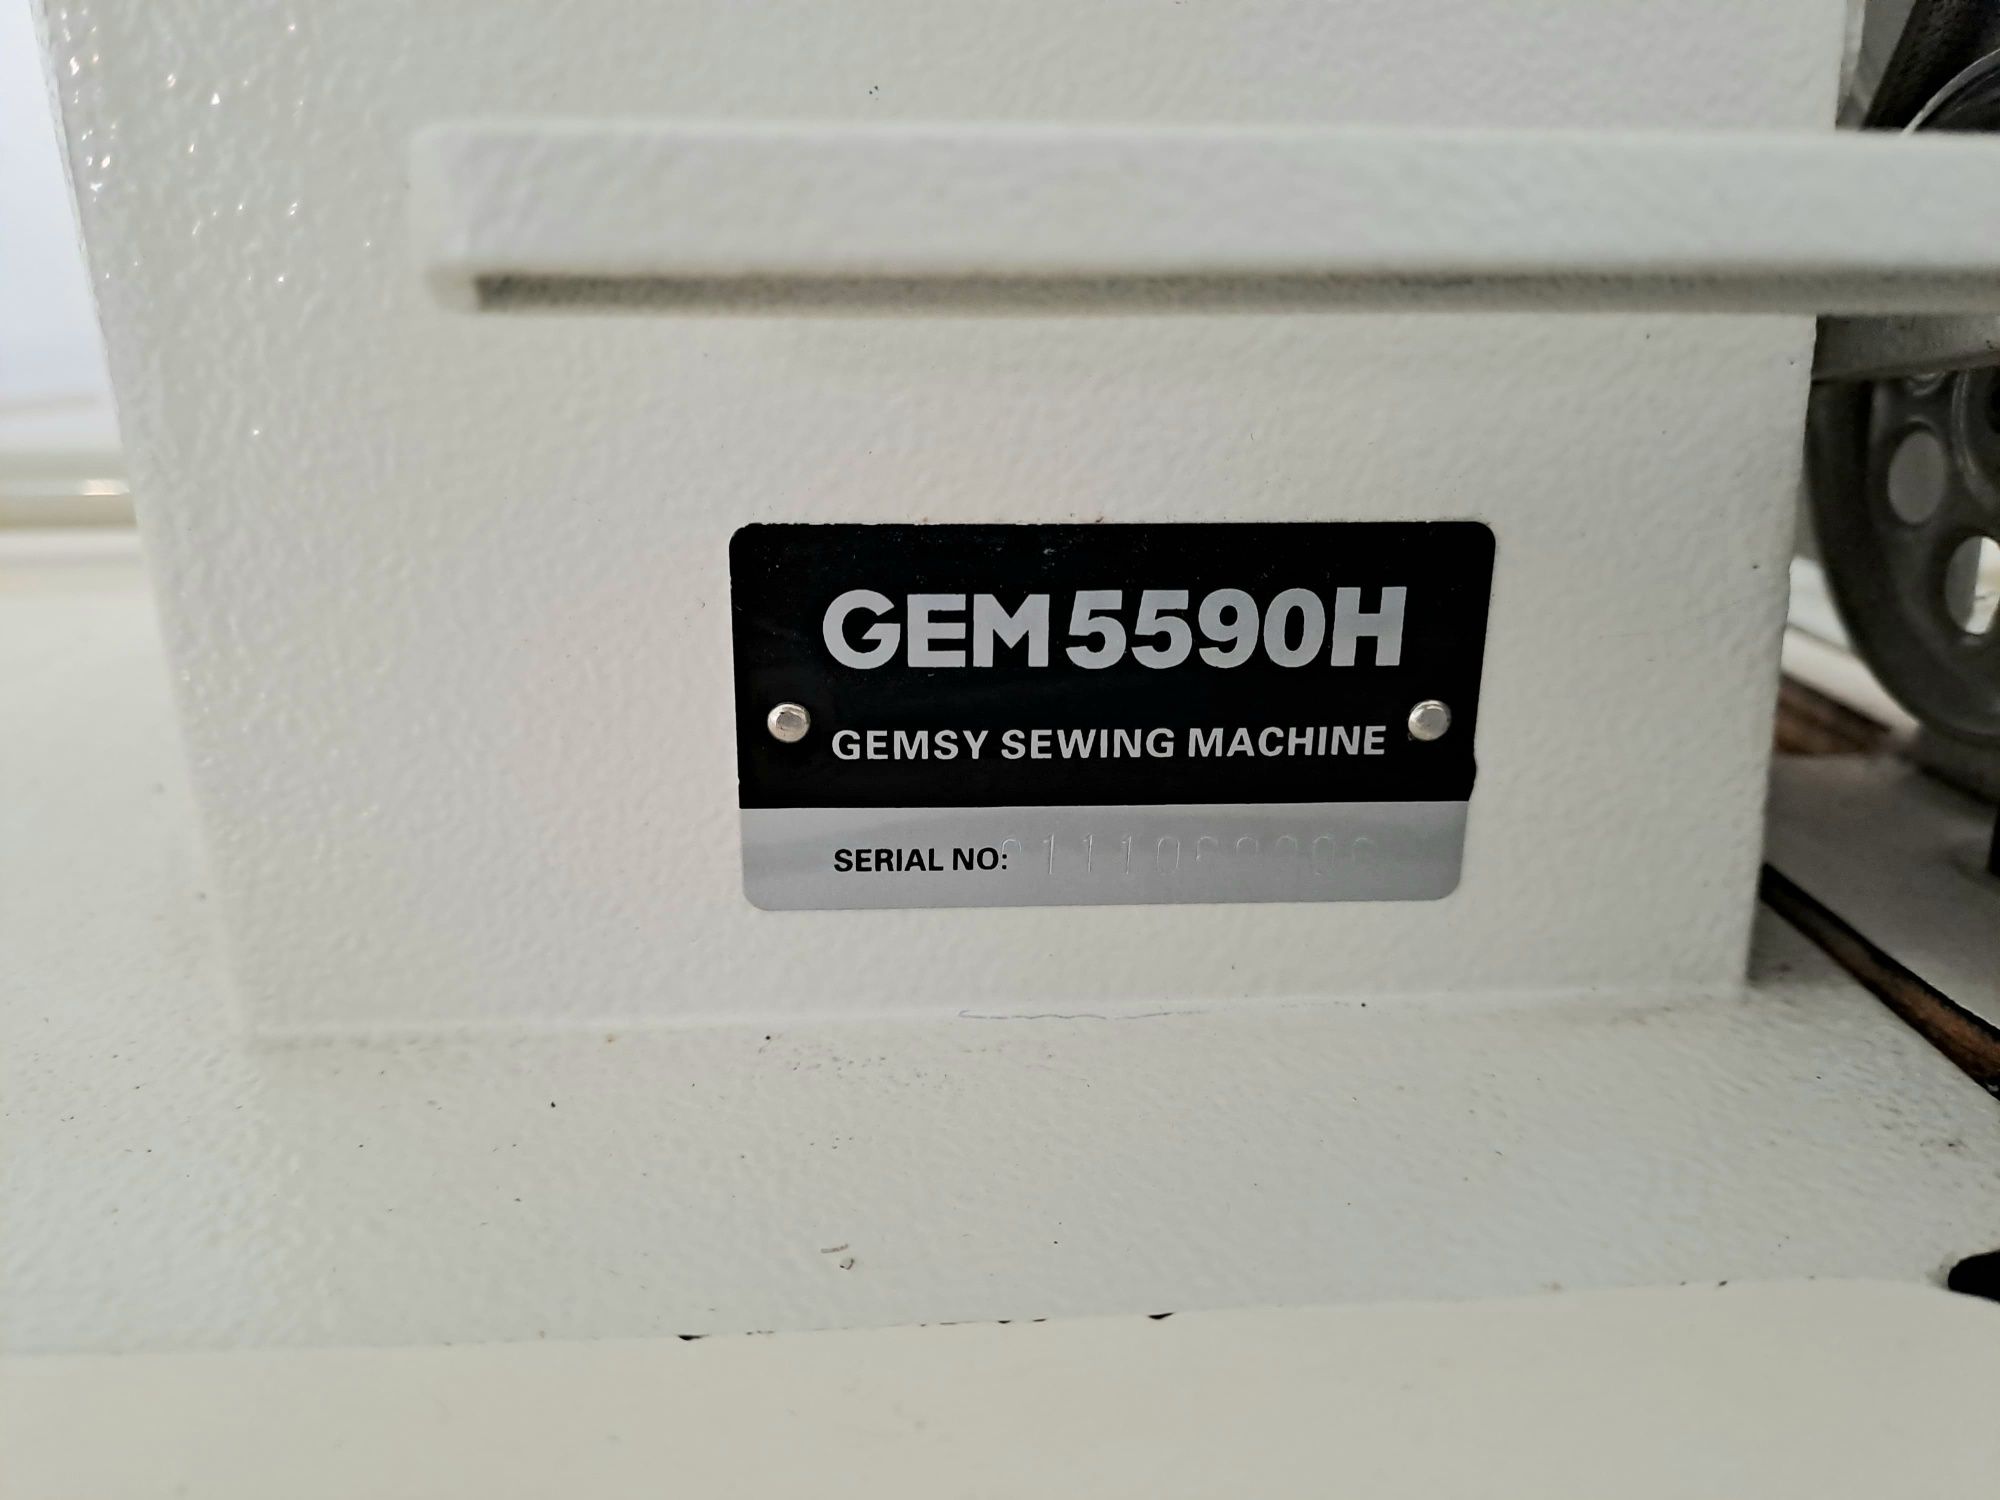 GEM5590H
GEMSY SEWING MACHINE
SERIAL NO: